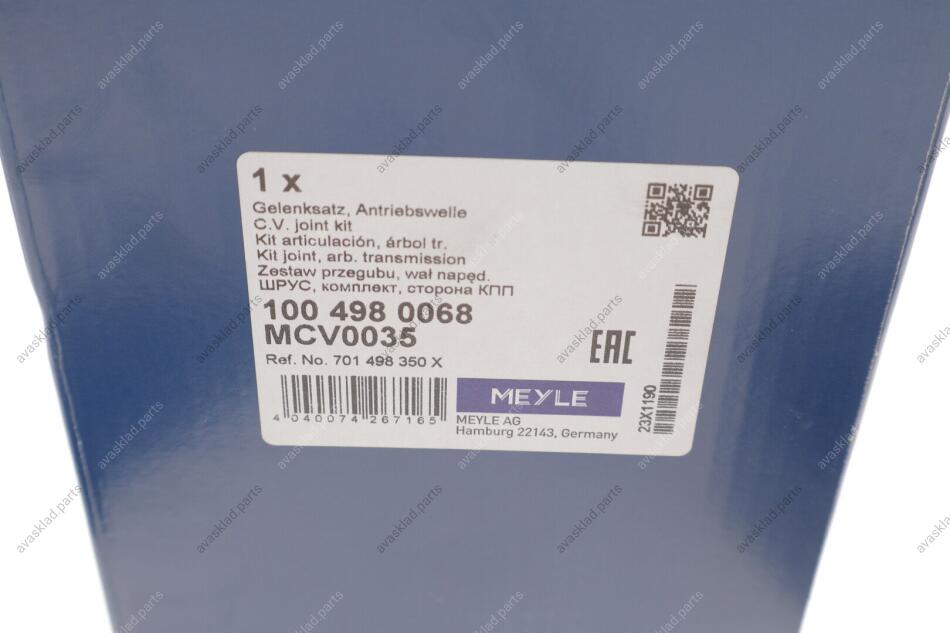 1 x
Gelenksatz, Antriebswelle
C.V. joint kit
Kit articulación, árbol tr.
Kit joint, arb. transmission
Zestaw przegubu, wał napęd.
ШРУС, комплект, сторона КПП
100 498 0068
MCV0035
Ref. No. 701 498 350 X
EAC
4 040074 267165
MEYLE
MEYLE AG
Hamburg 22143, Germany
23X1190
avasklad.parts